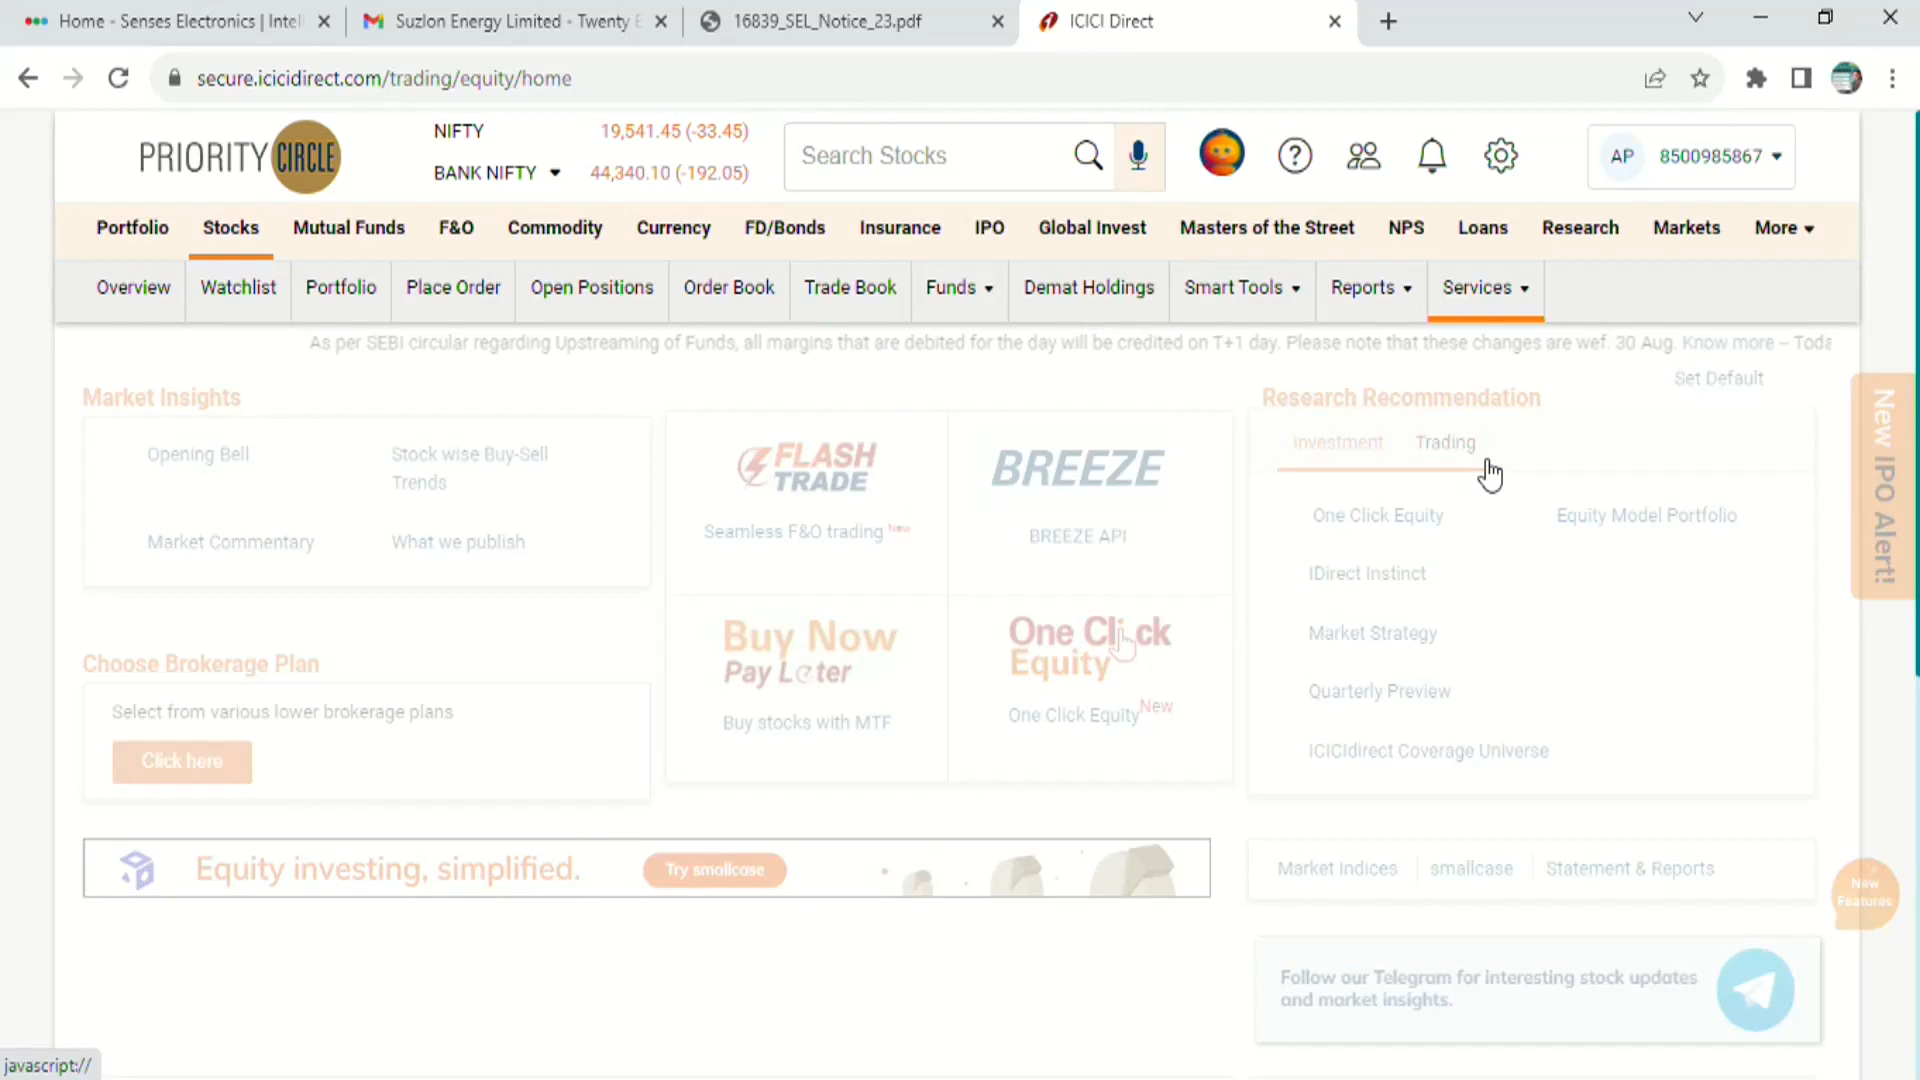 Home - Senses Electronics | Intel
Suzlon Energy Limited - Twenty E
16839_SEL_Notice_23.pdf
ICICI Direct
secure.icicidirect.com/trading/equity/home
PRIORITY CIRCLE
NIFTY 19,541.45 (-33.45)
BANK NIFTY 44,340.10 (-192.05)
Search Stocks
AP 8500985867
Portfolio Stocks Mutual Funds F&O Commodity Currency FD/Bonds Insurance IPO Global Invest Masters of the Street NPS Loans Research Markets More
Overview Watchlist Portfolio Place Order Open Positions Order Book Trade Book Funds Demat Holdings Smart Tools Reports Services
As per SEBI circular regarding Upstreaming of Funds, all margins that are debited for the day will be credited on T+1 day. Please note that these changes are wef. 30 Aug. Know more – Toda
Set Default
Market Insights
Opening Bell
Stock wise Buy-Sell
Trends
Market Commentary
What we publish
Choose Brokerage Plan
Select from various lower brokerage plans
Click here
FLASH
TRADE
Seamless F&O trading New
BREEZE
BREEZE API
Buy Now
Pay Later
Buy stocks with MTF
One Click
Equity
One Click Equity New
Research Recommendation
Investment Trading
One Click Equity
Equity Model Portfolio
IDirect Instinct
Market Strategy
Quarterly Preview
ICICIdirect Coverage Universe
New IPO Alert!
Equity investing, simplified.
Try smallcase
Market Indices smallcase Statement & Reports
New
Features
Follow our Telegram for interesting stock updates
and market insights.
javascript://